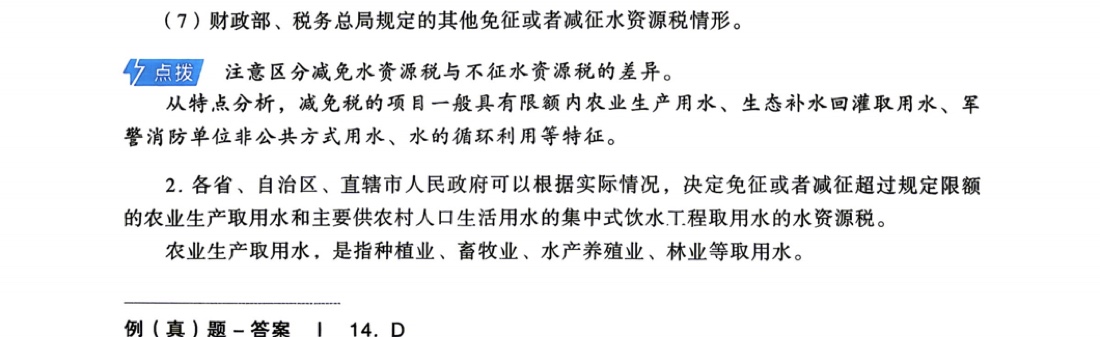 （7）财政部、税务总局规定的其他免征或者减征水资源税情形。
点拨 注意区分减免水资源税与不征水资源税的差异。
从特点分析，减免税的项目一般具有限额内农业生产用水、生态补水回灌取用水、军
警消防单位非公共方式用水、水的循环利用等特征。
2. 各省、自治区、直辖市人民政府可以根据实际情况，决定免征或者减征超过规定限额
的农业生产取用水和主要供农村人口生活用水的集中式饮水工程取用水的水资源税。
农业生产取用水，是指种植业、畜牧业、水产养殖业、林业等取用水。
例（真）题－答案 | 14. D